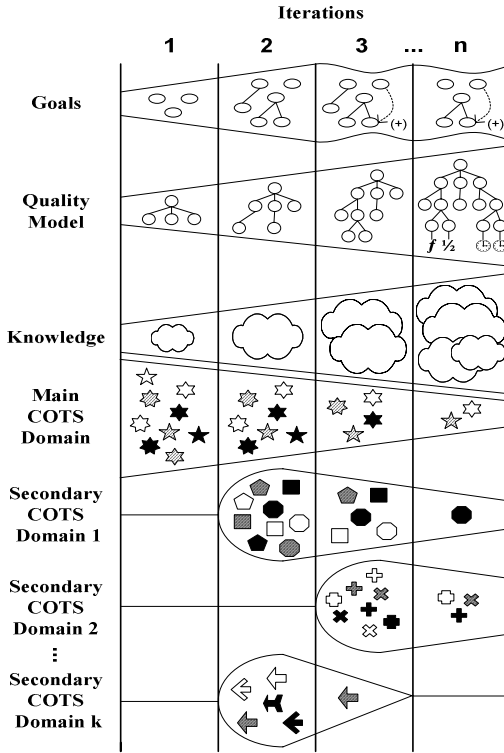 Iterations
1 2 3 ... n
Goals
(+) (+)
Quality
Model
ƒ ½
Knowledge
Main
COTS
Domain
Secondary
COTS
Domain 1
Secondary
COTS
Domain 2
...
Secondary
COTS
Domain k